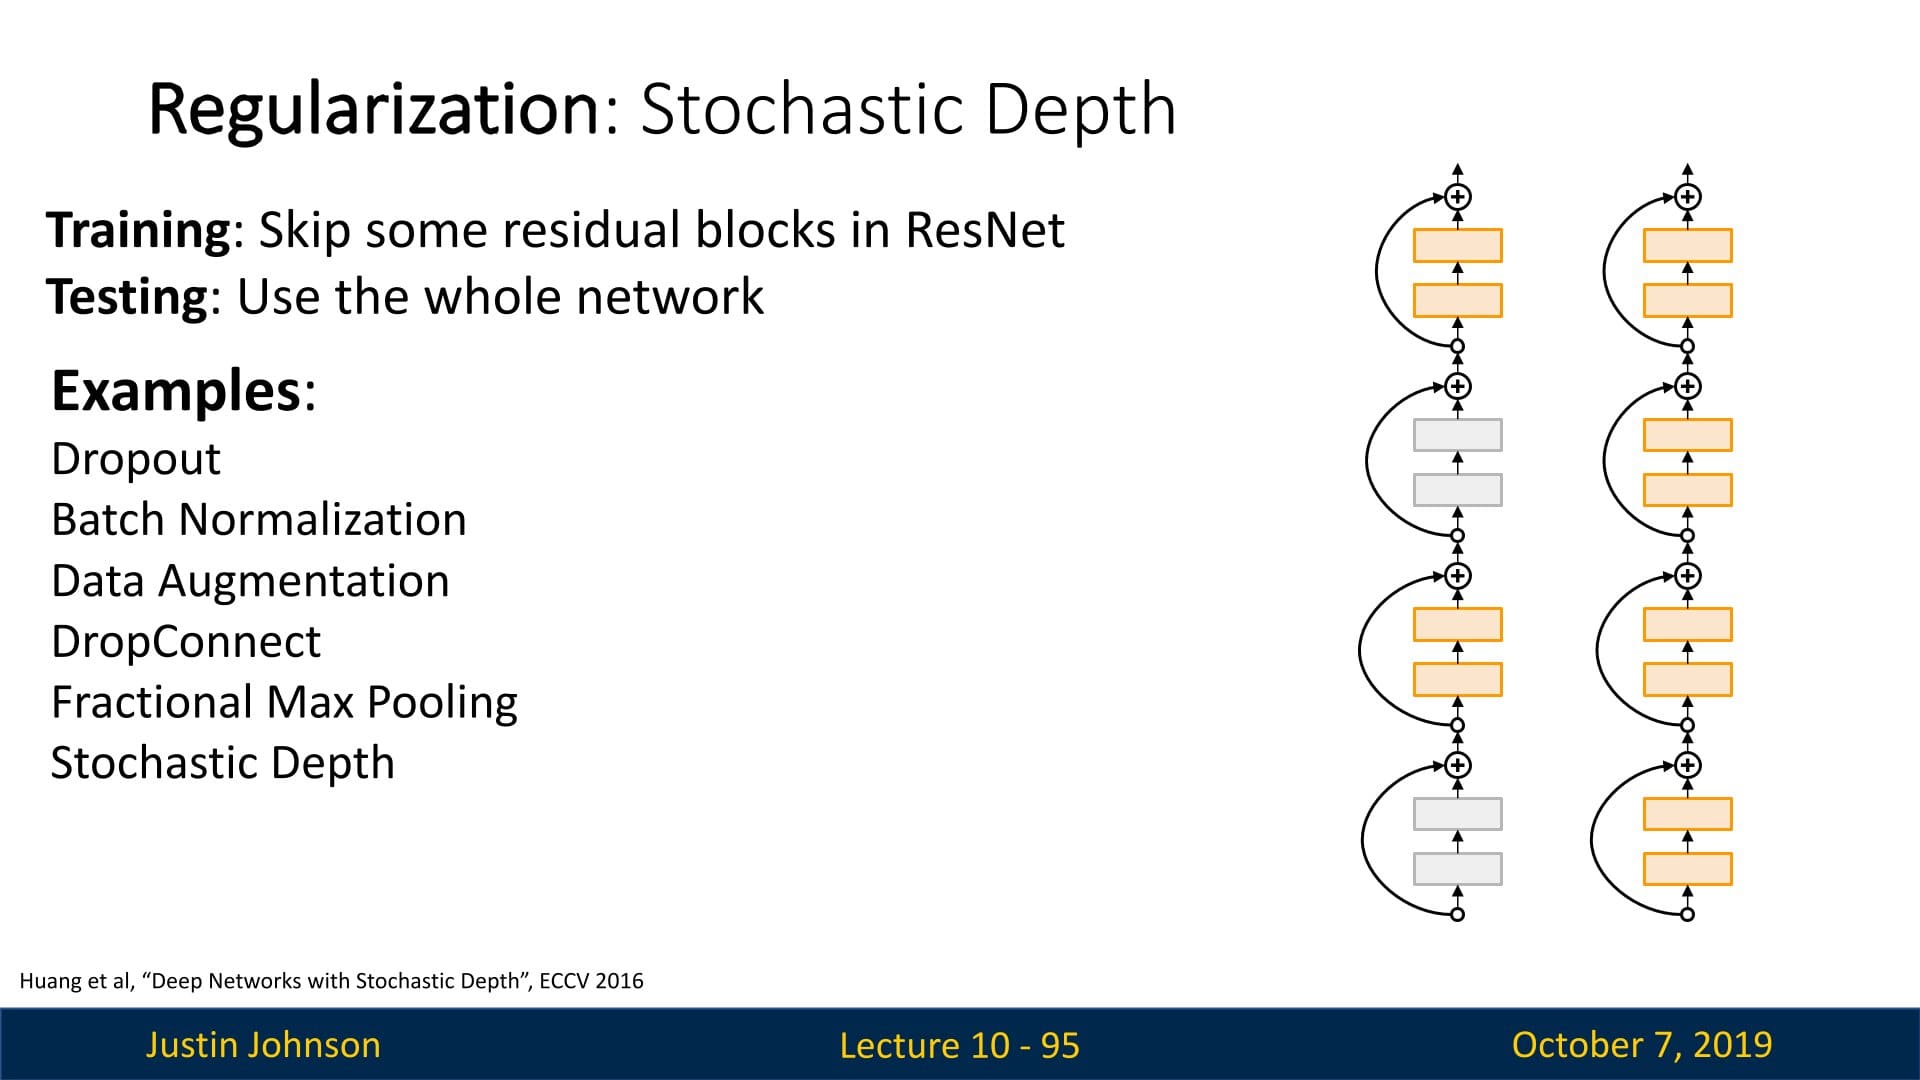 Regularization: Stochastic Depth
Training: Skip some residual blocks in ResNet
Testing: Use the whole network
Examples:
Dropout
Batch Normalization
Data Augmentation
DropConnect
Fractional Max Pooling
Stochastic Depth
Huang et al, “Deep Networks with Stochastic Depth”, ECCV 2016
Justin Johnson
Lecture 10 - 95
October 7, 2019